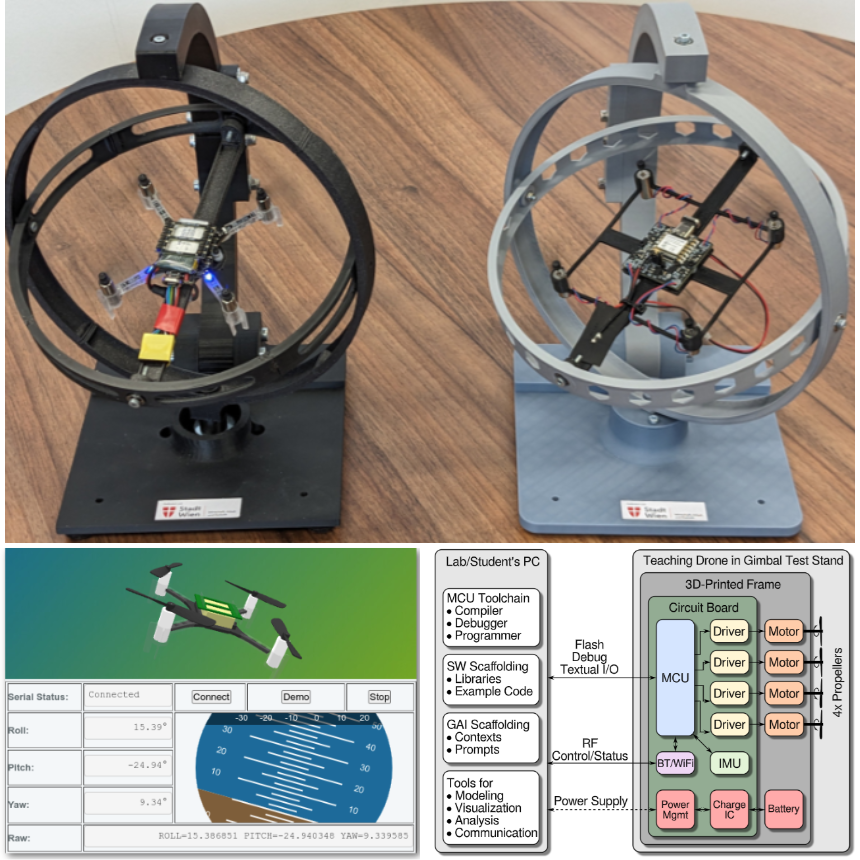 Stadt
Wien
Stadt
Wien
Serial Status:
Connected
Connect
Demo
Stop
Roll:
15.39°
Pitch:
-24.94°
Yaw:
9.34°
Raw:
ROLL=15.386851 PITCH=-24.940348 YAW=9.339585
-30 -20 -10 0 10 20
30
20
10
10
Lab/Student's PC
MCU Toolchain
• Compiler
• Debugger
• Programmer
SW Scaffolding
• Libraries
• Example Code
GAI Scaffolding
• Contexts
• Prompts
Tools for
• Modeling
• Visualization
• Analysis
• Communication
Flash
Debug
Textual I/O
RF
Control/Status
Power Supply
Teaching Drone in Gimbal Test Stand
3D-Printed Frame
Circuit Board
MCU
Driver
Motor
Driver
Motor
Driver
Motor
Driver
Motor
4x Propellers
BT/WiFi
IMU
Power
Mgmt
Charge
IC
Battery